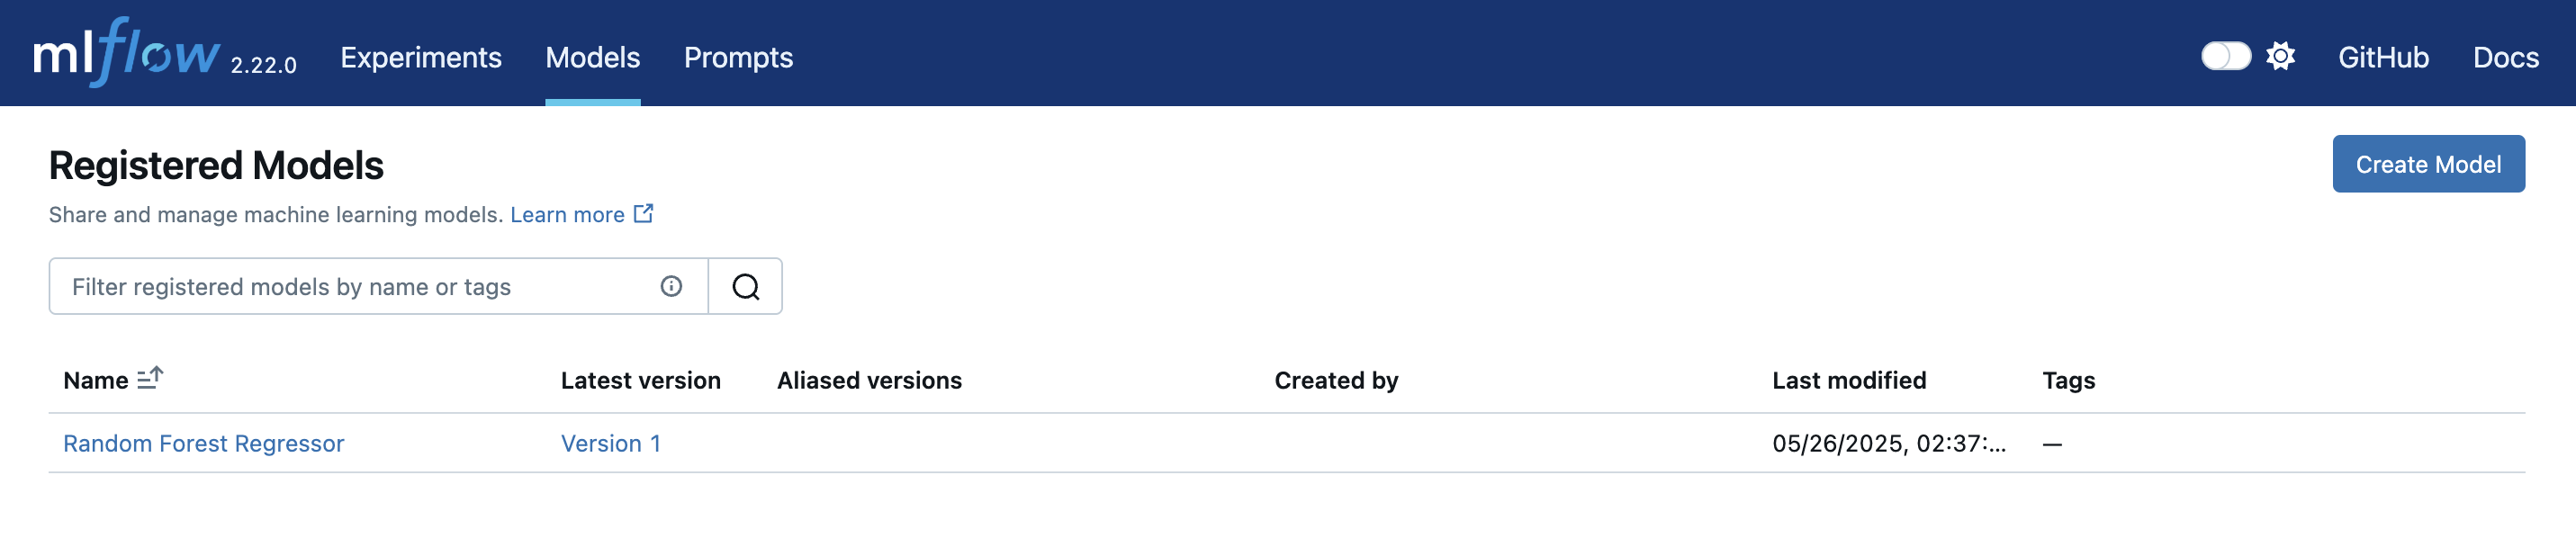 mlflow 2.22.0 Experiments Models Prompts GitHub Docs
Registered Models
Create Model
Share and manage machine learning models. Learn more
Filter registered models by name or tags
Name Latest version Aliased versions Created by Last modified Tags
Random Forest Regressor Version 1 05/26/2025, 02:37:... —